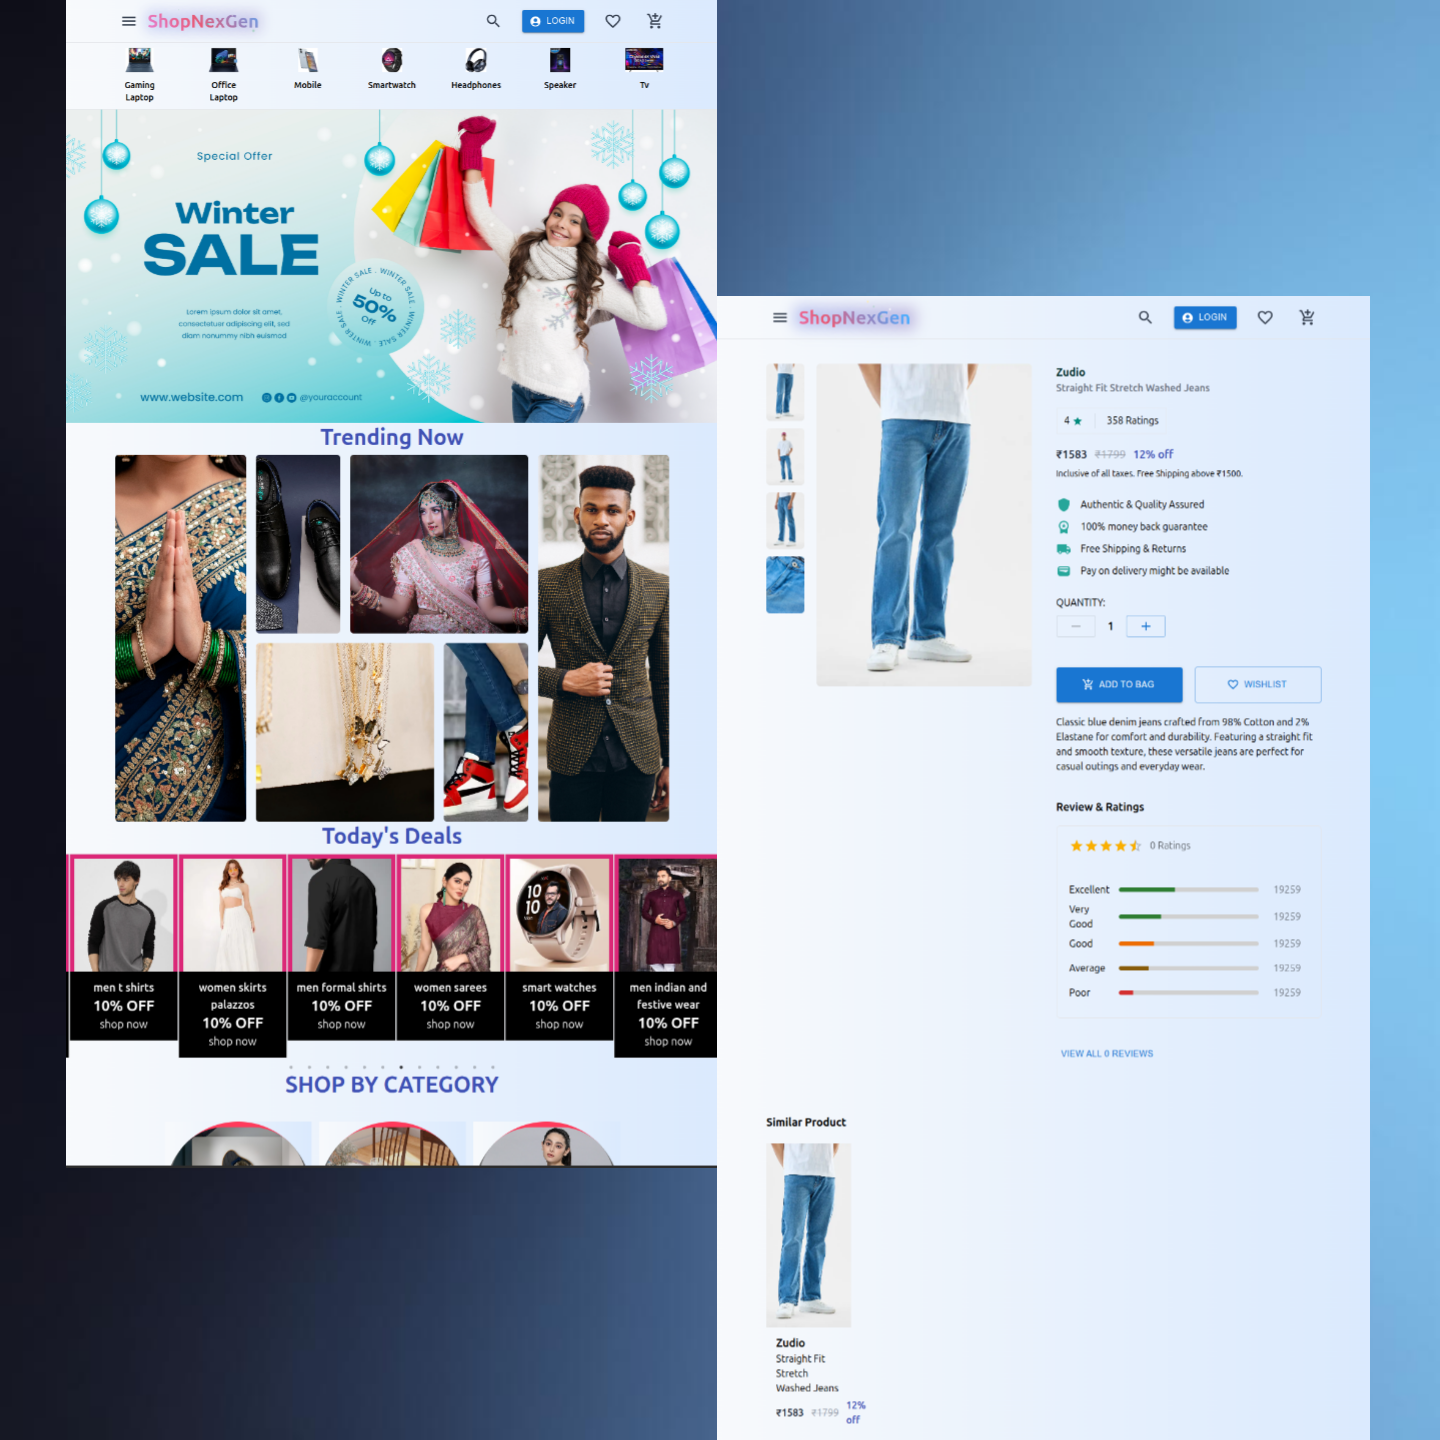 ShopNexGen
LOGIN
Gaming
Laptop
Office
Laptop
Mobile
Smartwatch
Headphones
Speaker
Tv
Special Offer
Winter
SALE
Lorem ipsum dolor sit amet,
consectetuer adipiscing elit, sed
diam nonummy nibh euismod
WINTER SALE . WINTER SALE . WINTER SALE .
Up to
50%
Off
www.website.com
@youraccount
Trending Now
Today's Deals
men t shirts
10% OFF
shop now
women skirts
palazzos
10% OFF
shop now
men formal shirts
10% OFF
shop now
women sarees
10% OFF
shop now
10
10
smart watches
10% OFF
shop now
men indian and
festive wear
10% OFF
shop now
SHOP BY CATEGORY
ShopNexGen
LOGIN
Zudio
Straight Fit Stretch Washed Jeans
4 ★ 358 Ratings
₹1583 ₹1799 12% off
Inclusive of all taxes. Free Shipping above ₹1500.
Authentic & Quality Assured
100% money back guarantee
Free Shipping & Returns
Pay on delivery might be available
QUANTITY:
— 1 +
ADD TO BAG
WISHLIST
Classic blue denim jeans crafted from 98% Cotton and 2%
Elastane for comfort and durability. Featuring a straight fit
and smooth texture, these versatile jeans are perfect for
casual outings and everyday wear.
Review & Ratings
0 Ratings
Excellent 19259
Very
Good 19259
Good 19259
Average 19259
Poor 19259
VIEW ALL 0 REVIEWS
Similar Product
Zudio
Straight Fit
Stretch
Washed Jeans
₹1583 ₹1799 12%
off